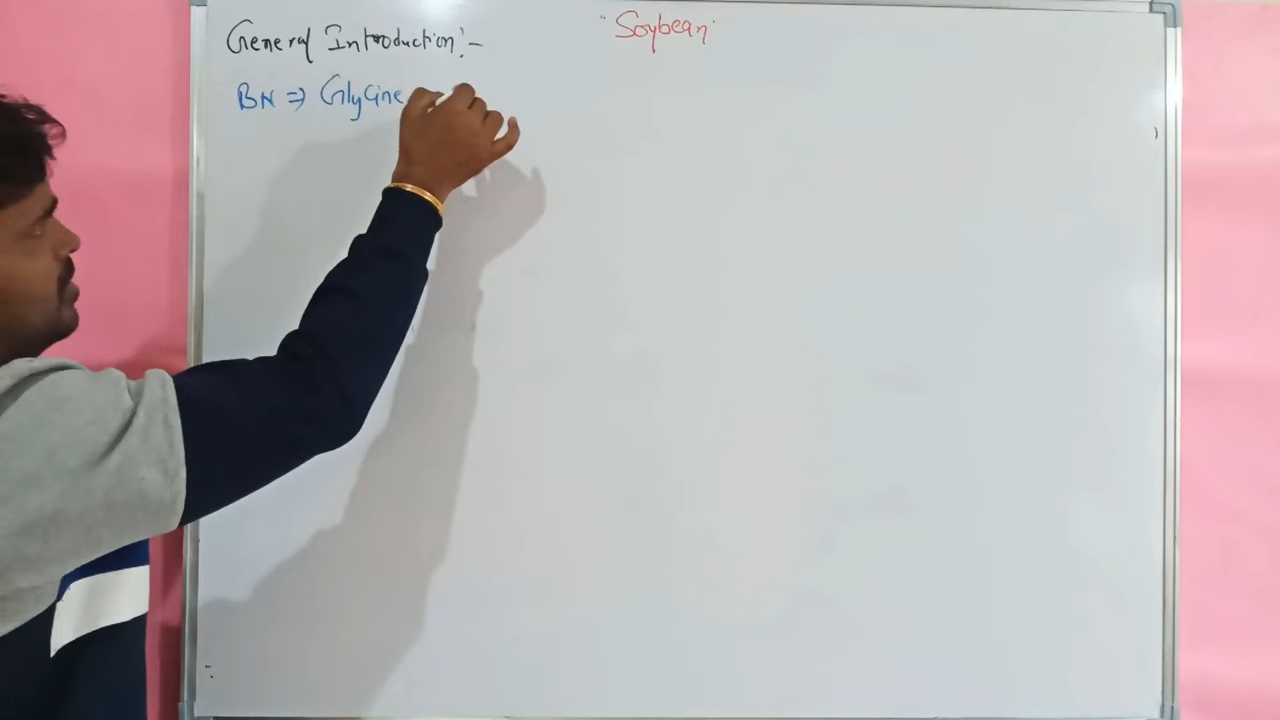 "Soybean"
General Introduction:-
BN ⇒ Glycine